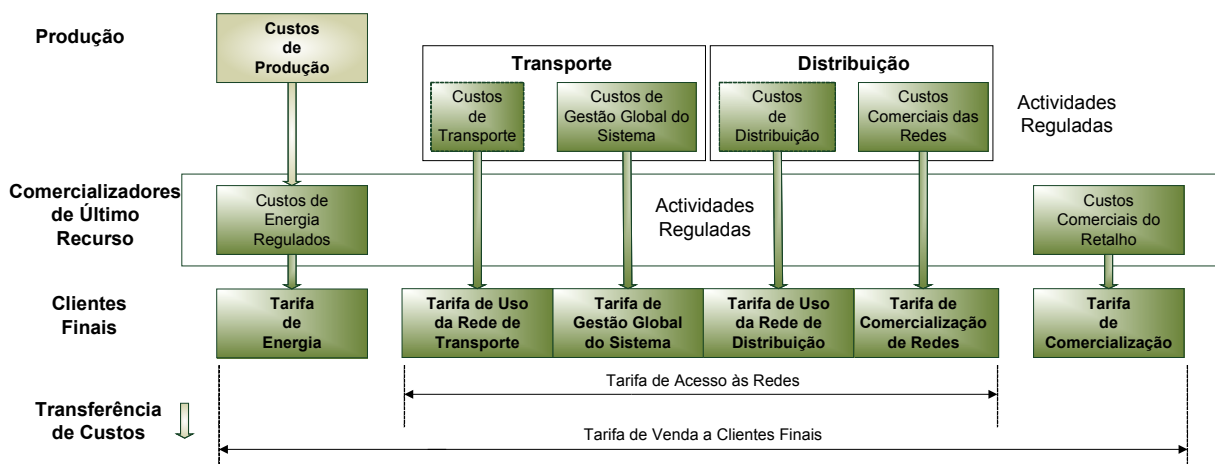 Produção
Custos
de
Produção
Transporte
Distribuição
Custos
de
Transporte
Custos de
Gestão Global do
Sistema
Custos
de
Distribuição
Custos
Comerciais das
Redes
Actividades
Reguladas
Comercializadores
de Último
Recurso
Custos de
Energia
Regulados
Actividades
Reguladas
Custos
Comerciais do
Retalho
Clientes
Finais
Tarifa
de
Energia
Tarifa de Uso
da Rede de
Transporte
Tarifa de
Gestão Global
do Sistema
Tarifa de Uso
da Rede de
Distribuição
Tarifa de
Comercialização
de Redes
Tarifa
de
Comercialização
Tarifa de Acesso às Redes
Transferência
de Custos
Tarifa de Venda a Clientes Finais